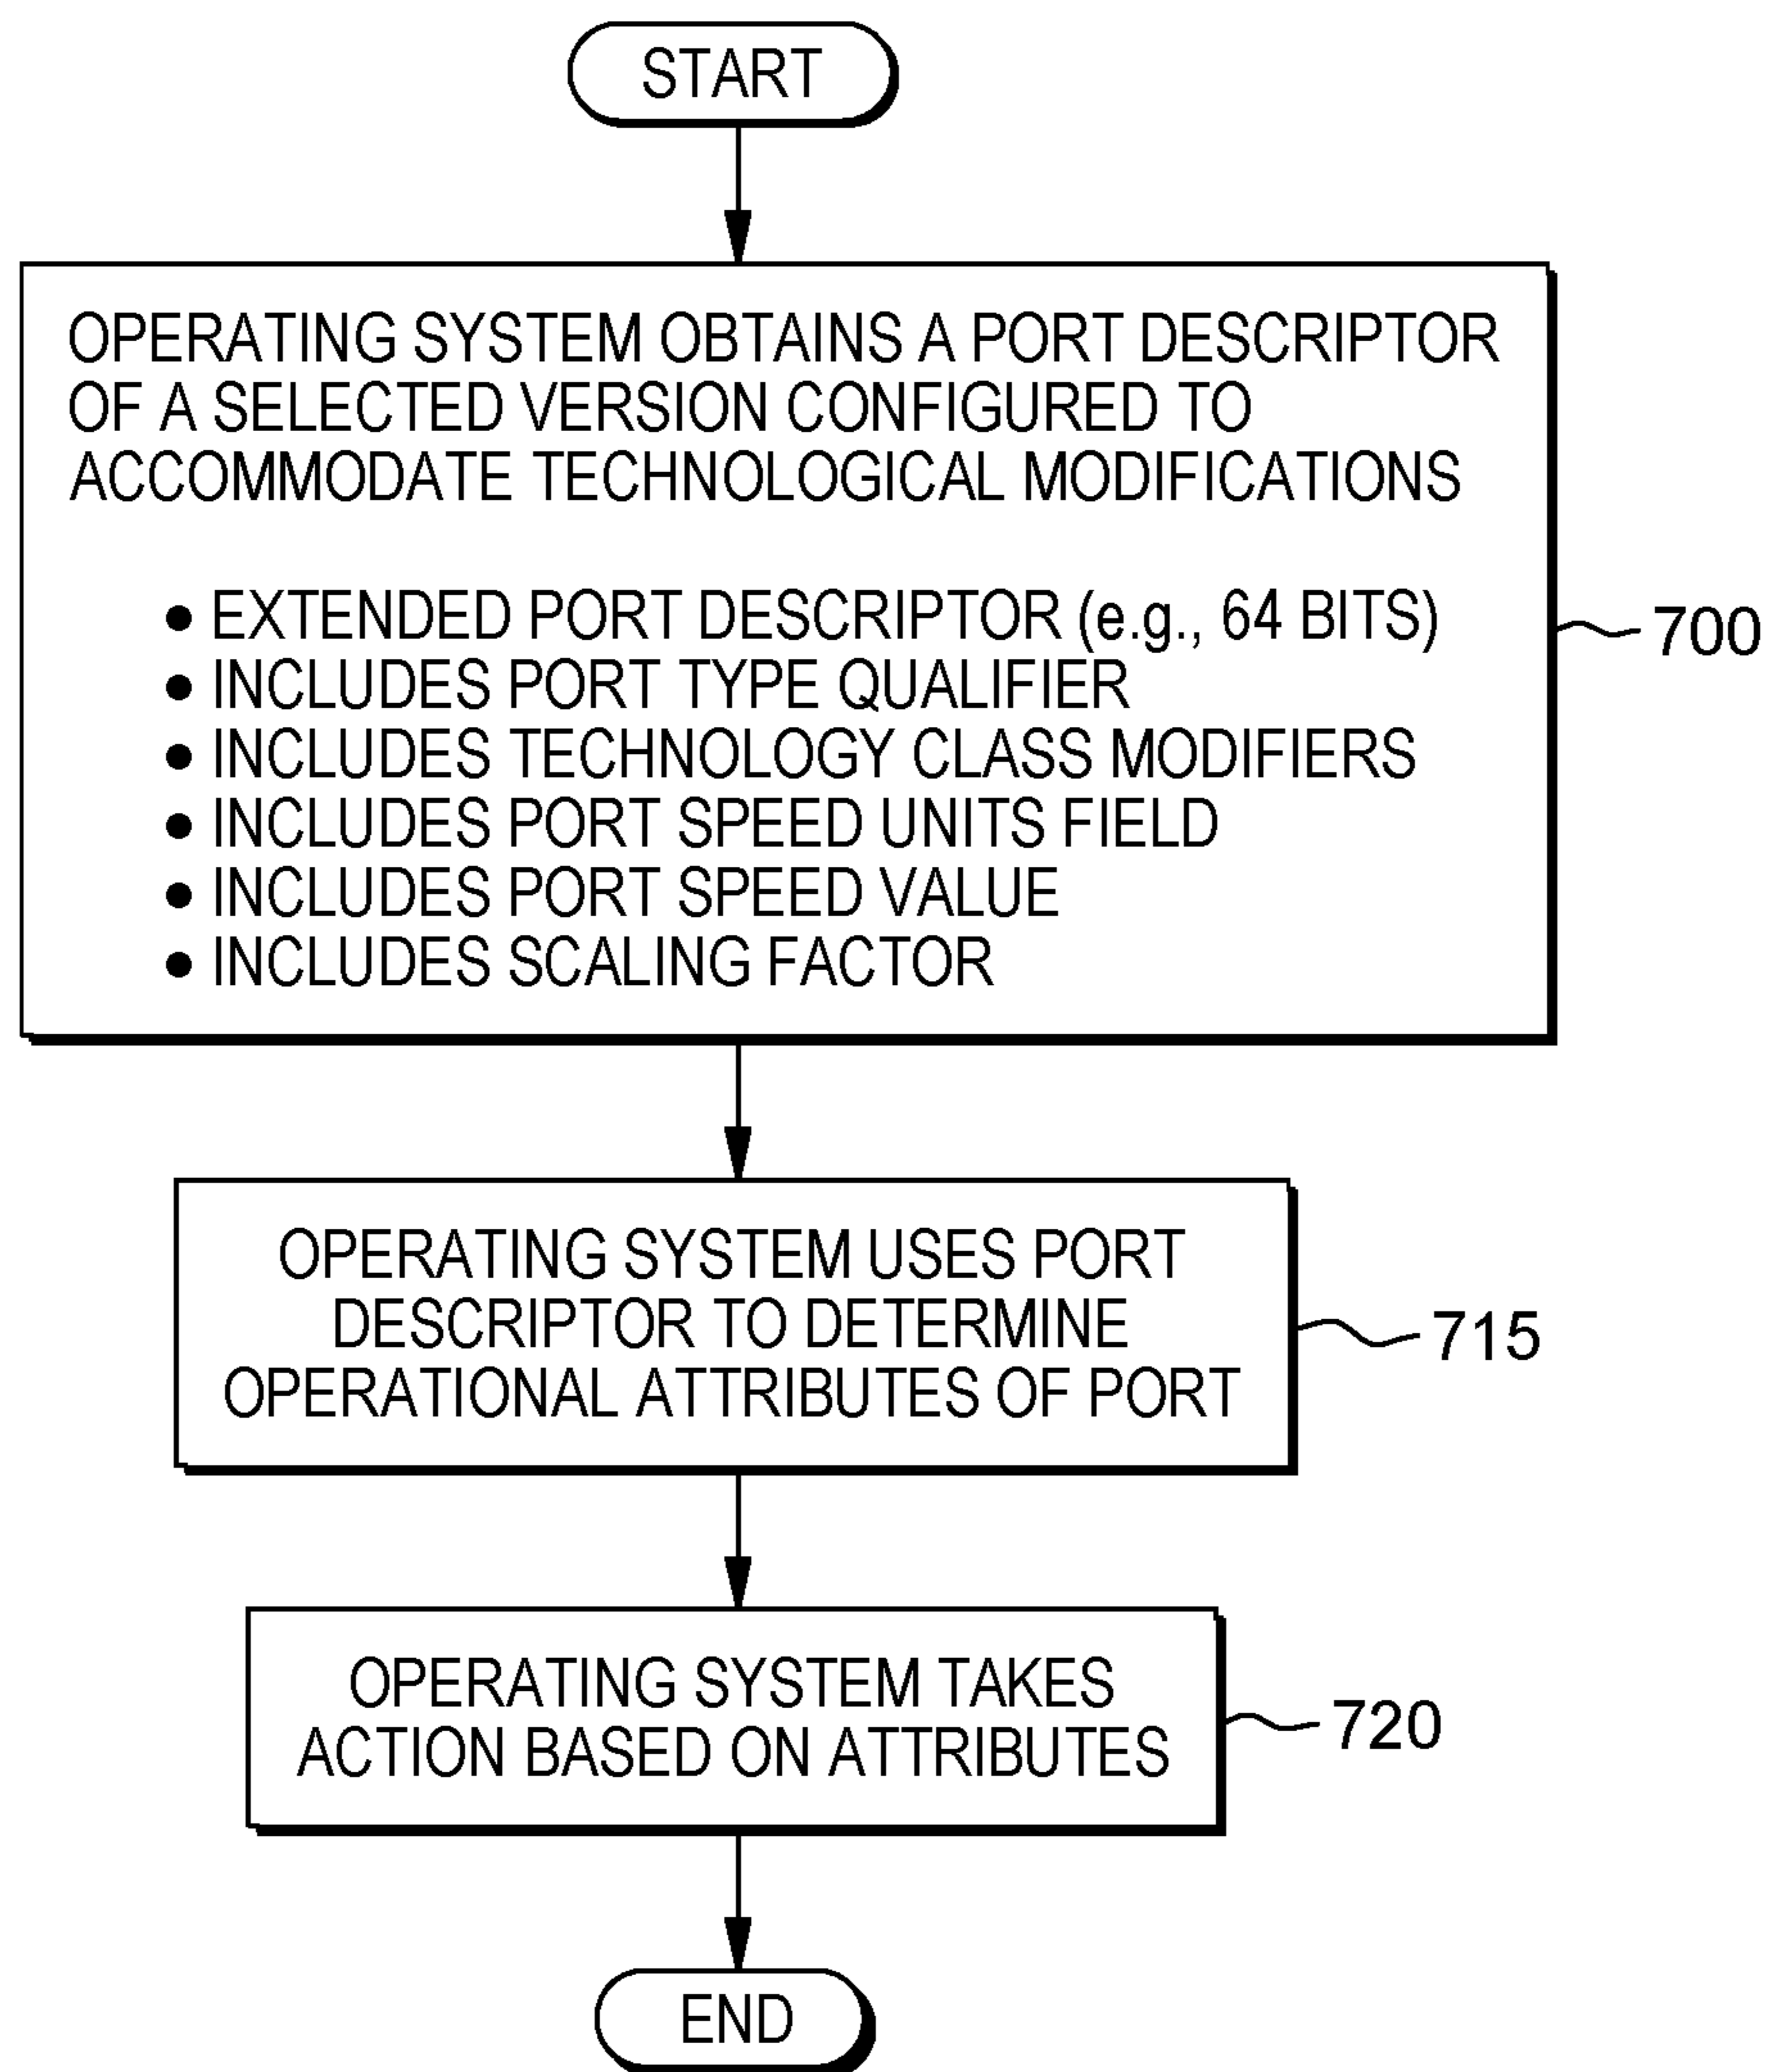 START
OPERATING SYSTEM OBTAINS A PORT DESCRIPTOR
OF A SELECTED VERSION CONFIGURED TO
ACCOMMODATE TECHNOLOGICAL MODIFICATIONS
● EXTENDED PORT DESCRIPTOR (e.g., 64 BITS)
● INCLUDES PORT TYPE QUALIFIER
● INCLUDES TECHNOLOGY CLASS MODIFIERS
● INCLUDES PORT SPEED UNITS FIELD
● INCLUDES PORT SPEED VALUE
● INCLUDES SCALING FACTOR
700
OPERATING SYSTEM USES PORT
DESCRIPTOR TO DETERMINE
OPERATIONAL ATTRIBUTES OF PORT
715
OPERATING SYSTEM TAKES
ACTION BASED ON ATTRIBUTES
720
END